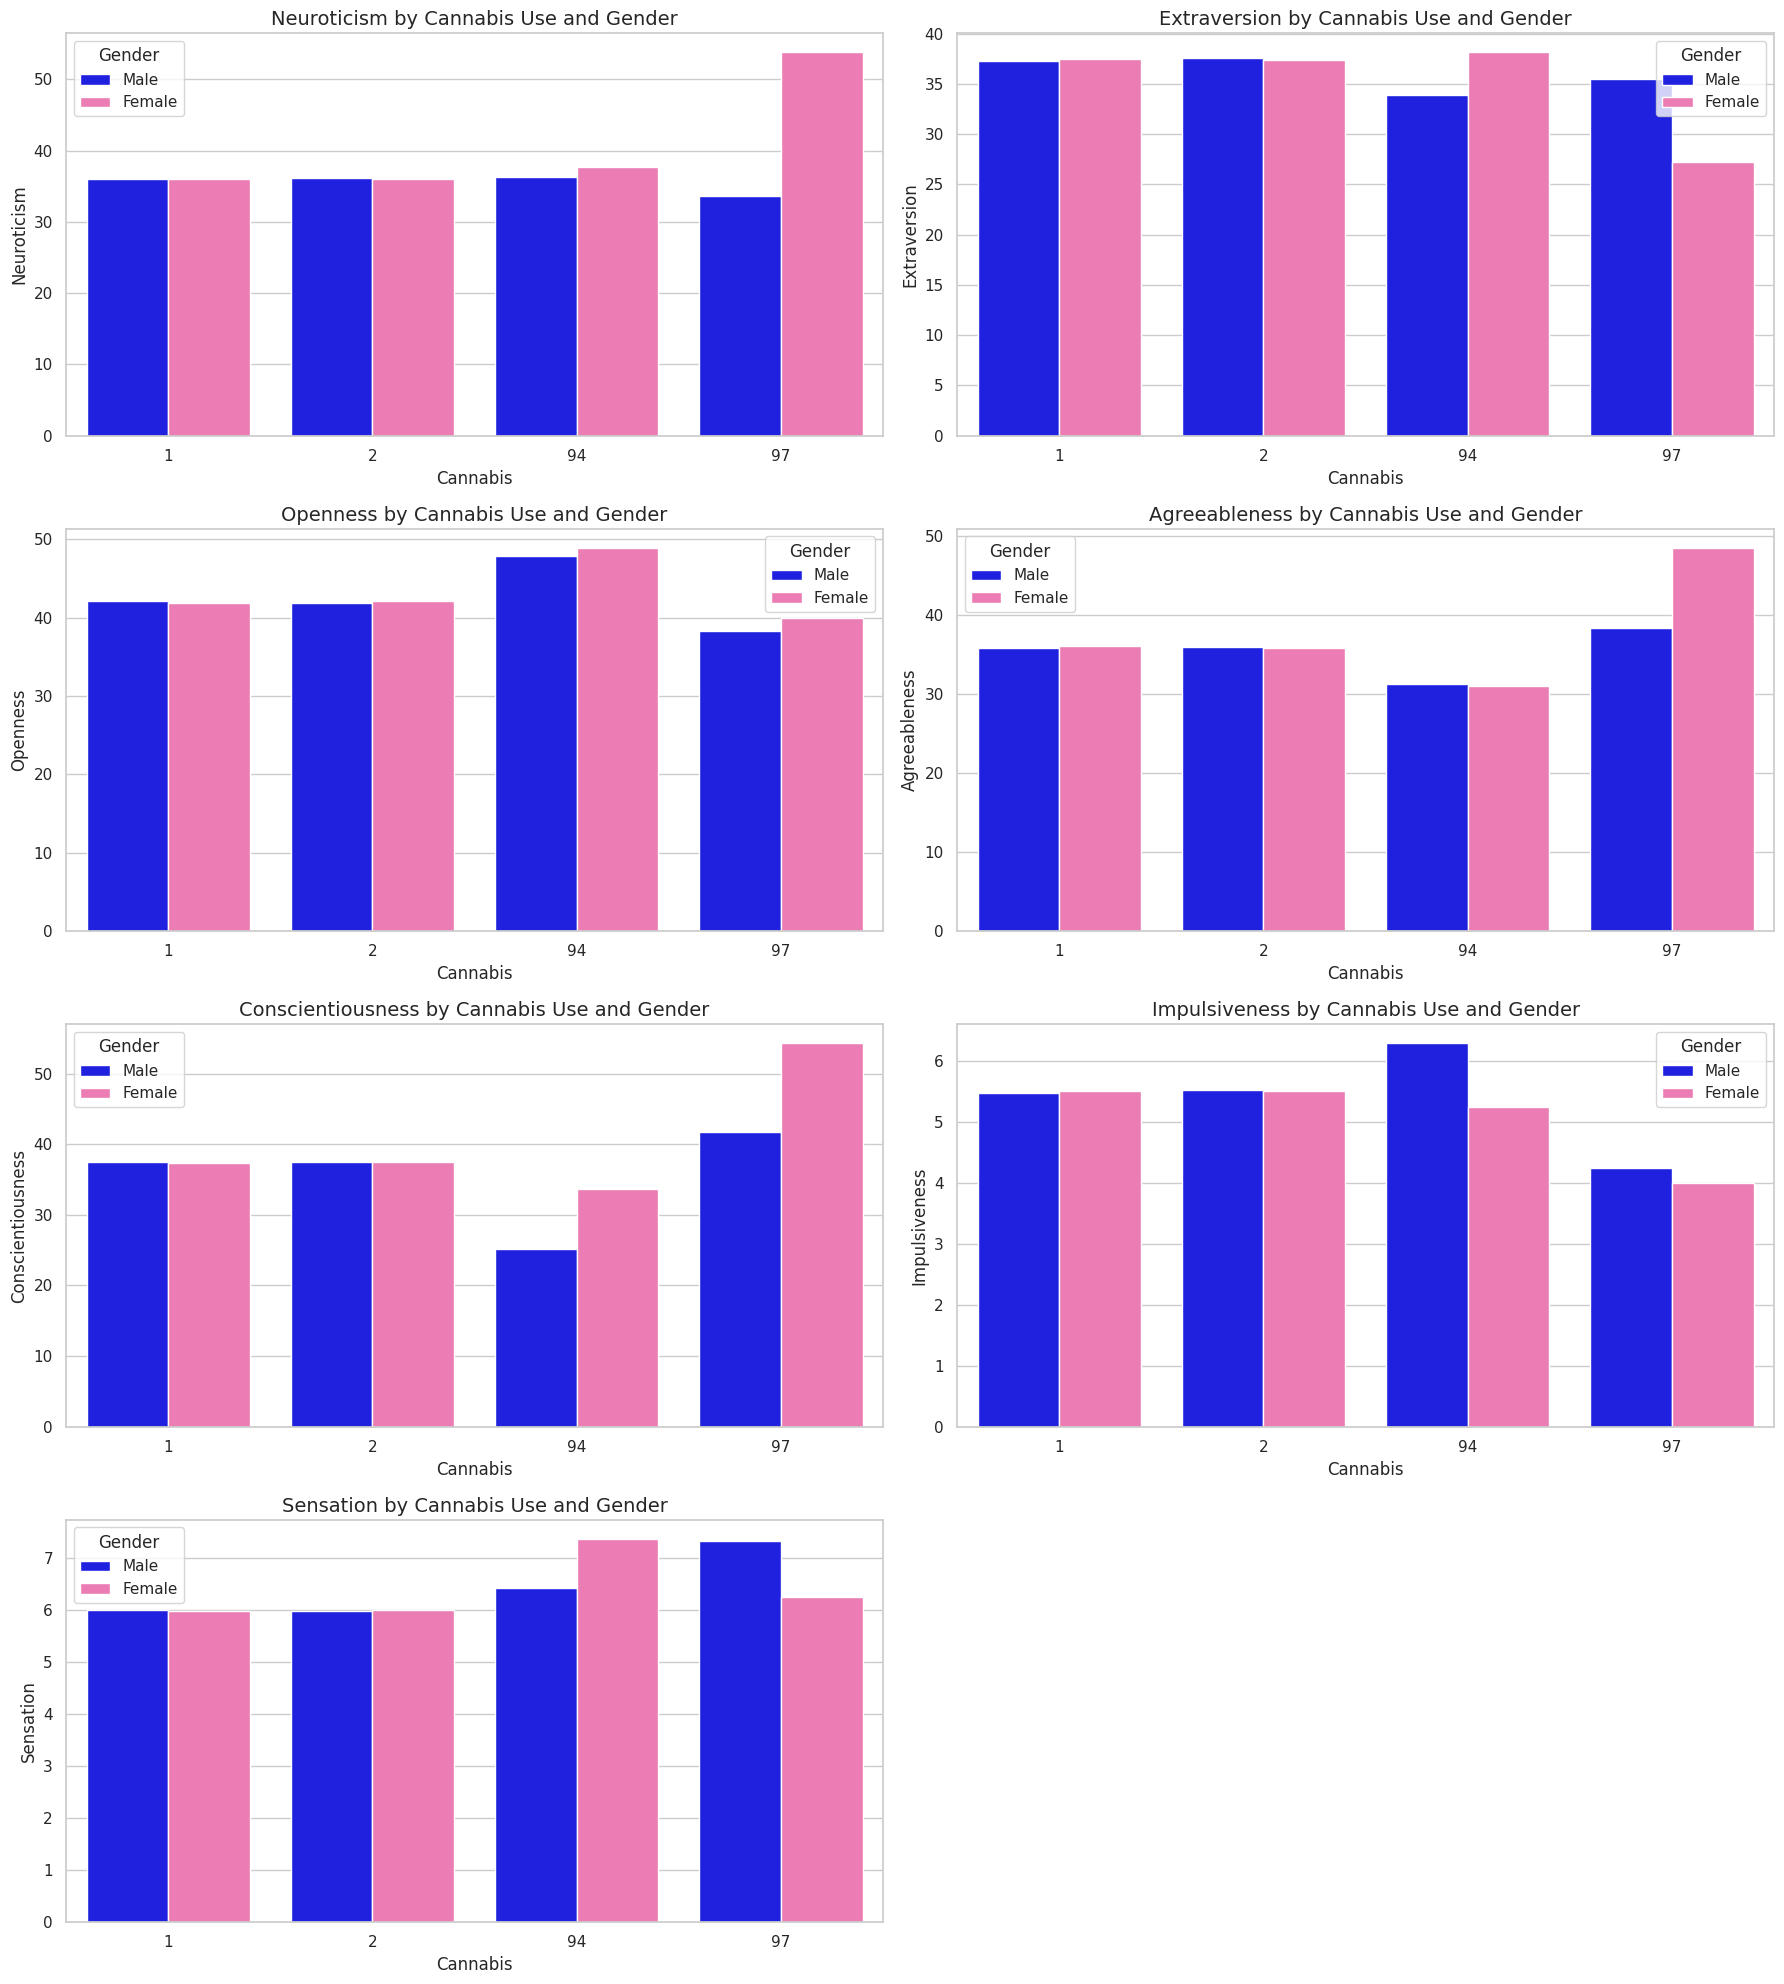 Neuroticism by Cannabis Use and Gender
Gender
Male
Female
50
40
30
20
10
0
Neuroticism
1 2 94 97
Cannabis
Extraversion by Cannabis Use and Gender
Gender
Male
Female
40
35
30
25
20
15
10
5
0
Extraversion
1 2 94 97
Cannabis
Openness by Cannabis Use and Gender
Gender
Male
Female
50
40
30
20
10
0
Openness
1 2 94 97
Cannabis
Agreeableness by Cannabis Use and Gender
Gender
Male
Female
50
40
30
20
10
0
Agreeableness
1 2 94 97
Cannabis
Conscientiousness by Cannabis Use and Gender
Gender
Male
Female
50
40
30
20
10
0
Conscientiousness
1 2 94 97
Cannabis
Impulsiveness by Cannabis Use and Gender
Gender
Male
Female
6
5
4
3
2
1
0
Impulsiveness
1 2 94 97
Cannabis
Sensation by Cannabis Use and Gender
Gender
Male
Female
7
6
5
4
3
2
1
0
Sensation
1 2 94 97
Cannabis